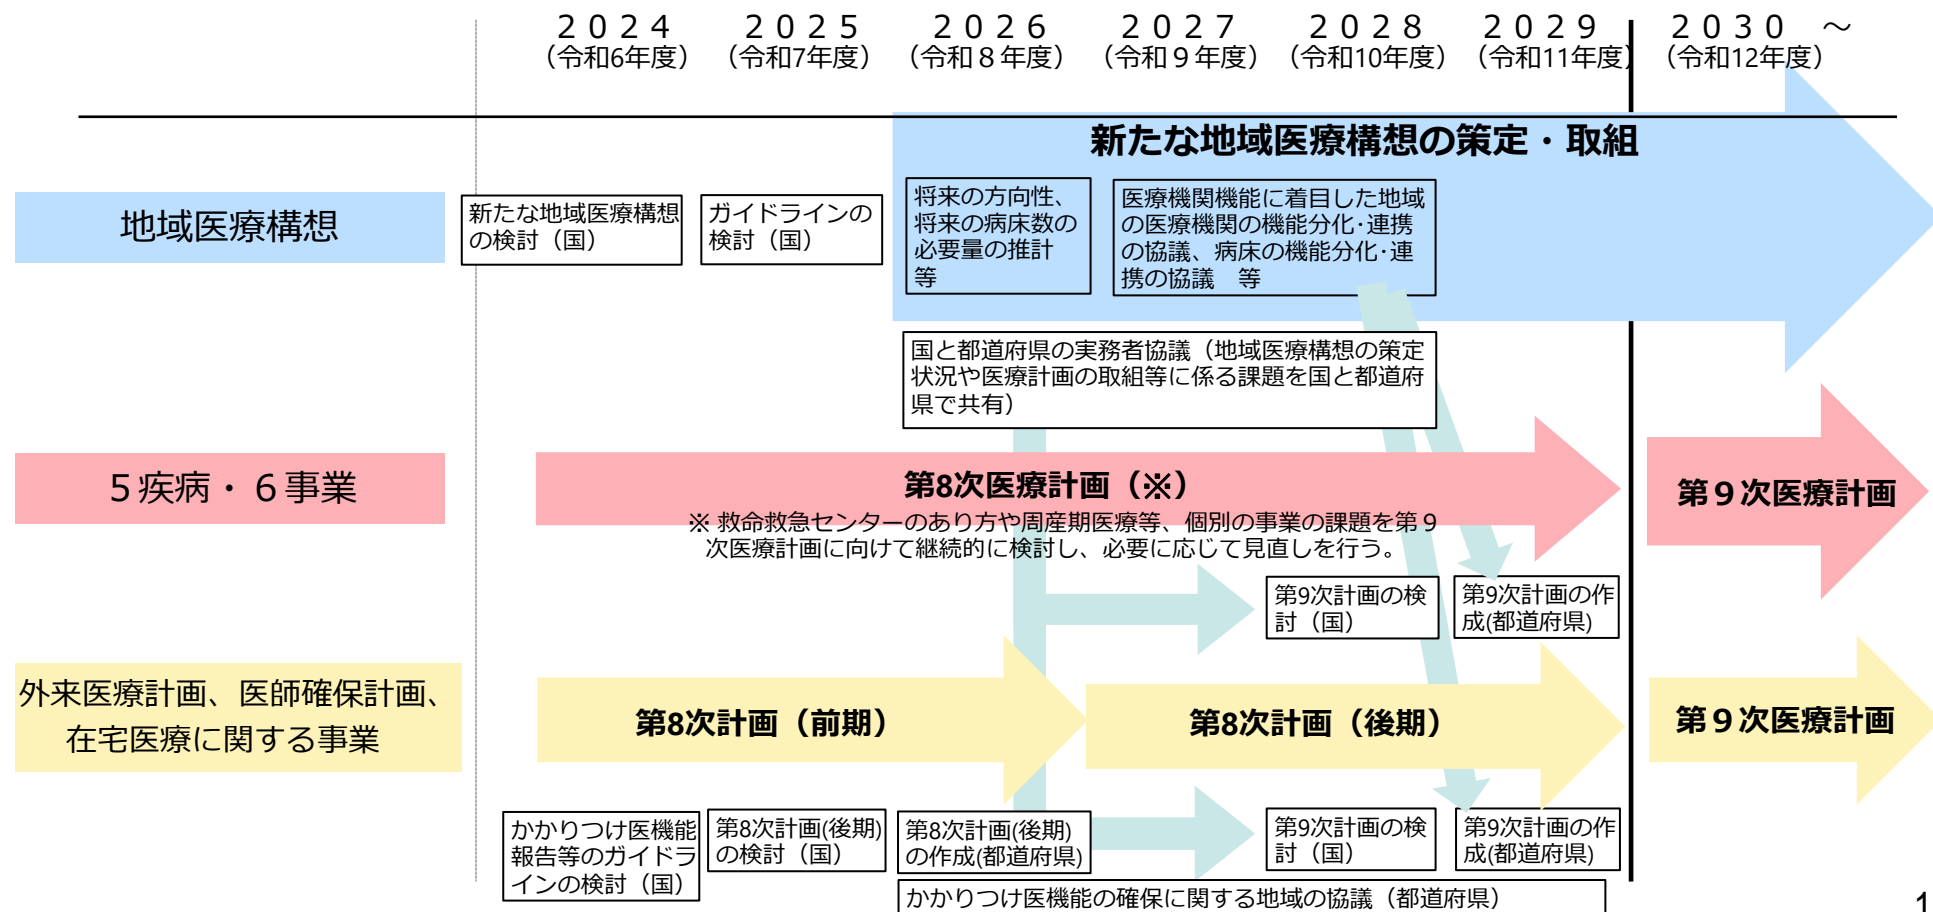 ２０２４
（令和6年度）
２０２５
（令和7年度）
２０２６
（令和８年度）
２０２７
（令和９年度）
２０２８
（令和10年度）
２０２９
（令和11年度）
２０３０　～
（令和12年度）
新たな地域医療構想の策定・取組
地域医療構想
新たな地域医療構想
の検討（国）
ガイドラインの
検討（国）
将来の方向性、
将来の病床数の
必要量の推計
等
医療機関機能に着目した地域
の医療機関の機能分化･連携
の協議、病床の機能分化･連
携の協議　等
国と都道府県の実務者協議（地域医療構想の策定
状況や医療計画の取組等に係る課題を国と都道府
県で共有）
５疾病・６事業
第8次医療計画（※）
※ 救命救急センターのあり方や周産期医療等、個別の事業の課題を第９
次医療計画に向けて継続的に検討し、必要に応じて見直しを行う。
第９次医療計画
第9次計画の検
討（国）
第9次計画の作
成(都道府県)
外来医療計画、医師確保計画、
在宅医療に関する事業
第8次計画（前期）
第8次計画（後期）
第９次医療計画
かかりつけ医機能
報告等のガイドラ
インの検討（国）
第8次計画(後期)
の検討（国）
第8次計画(後期)
の作成(都道府県)
第9次計画の検
討（国）
第9次計画の作
成(都道府県)
かかりつけ医機能の確保に関する地域の協議（都道府県）
1